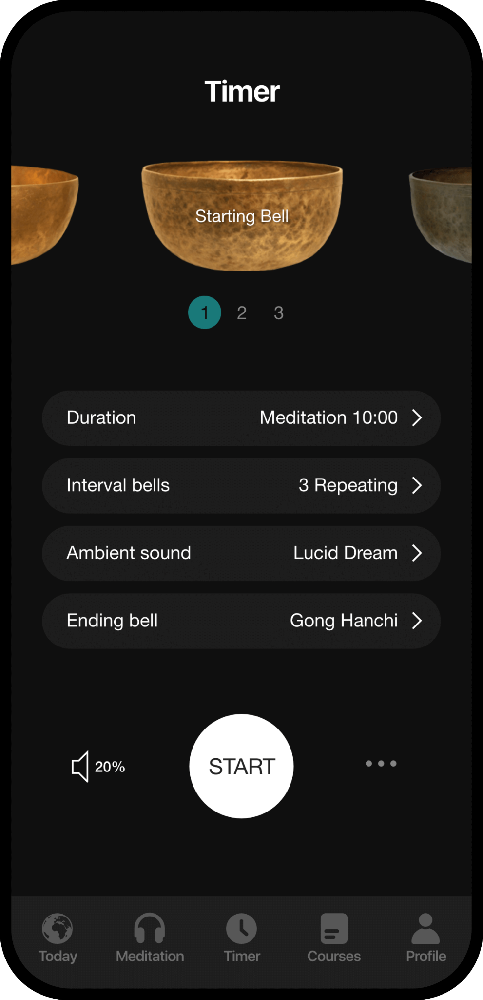 Timer
Starting Bell
1 2 3
Duration Meditation 10:00
Interval bells 3 Repeating
Ambient sound Lucid Dream
Ending bell Gong Hanchi
20% START
Today Meditation Timer Courses Profile